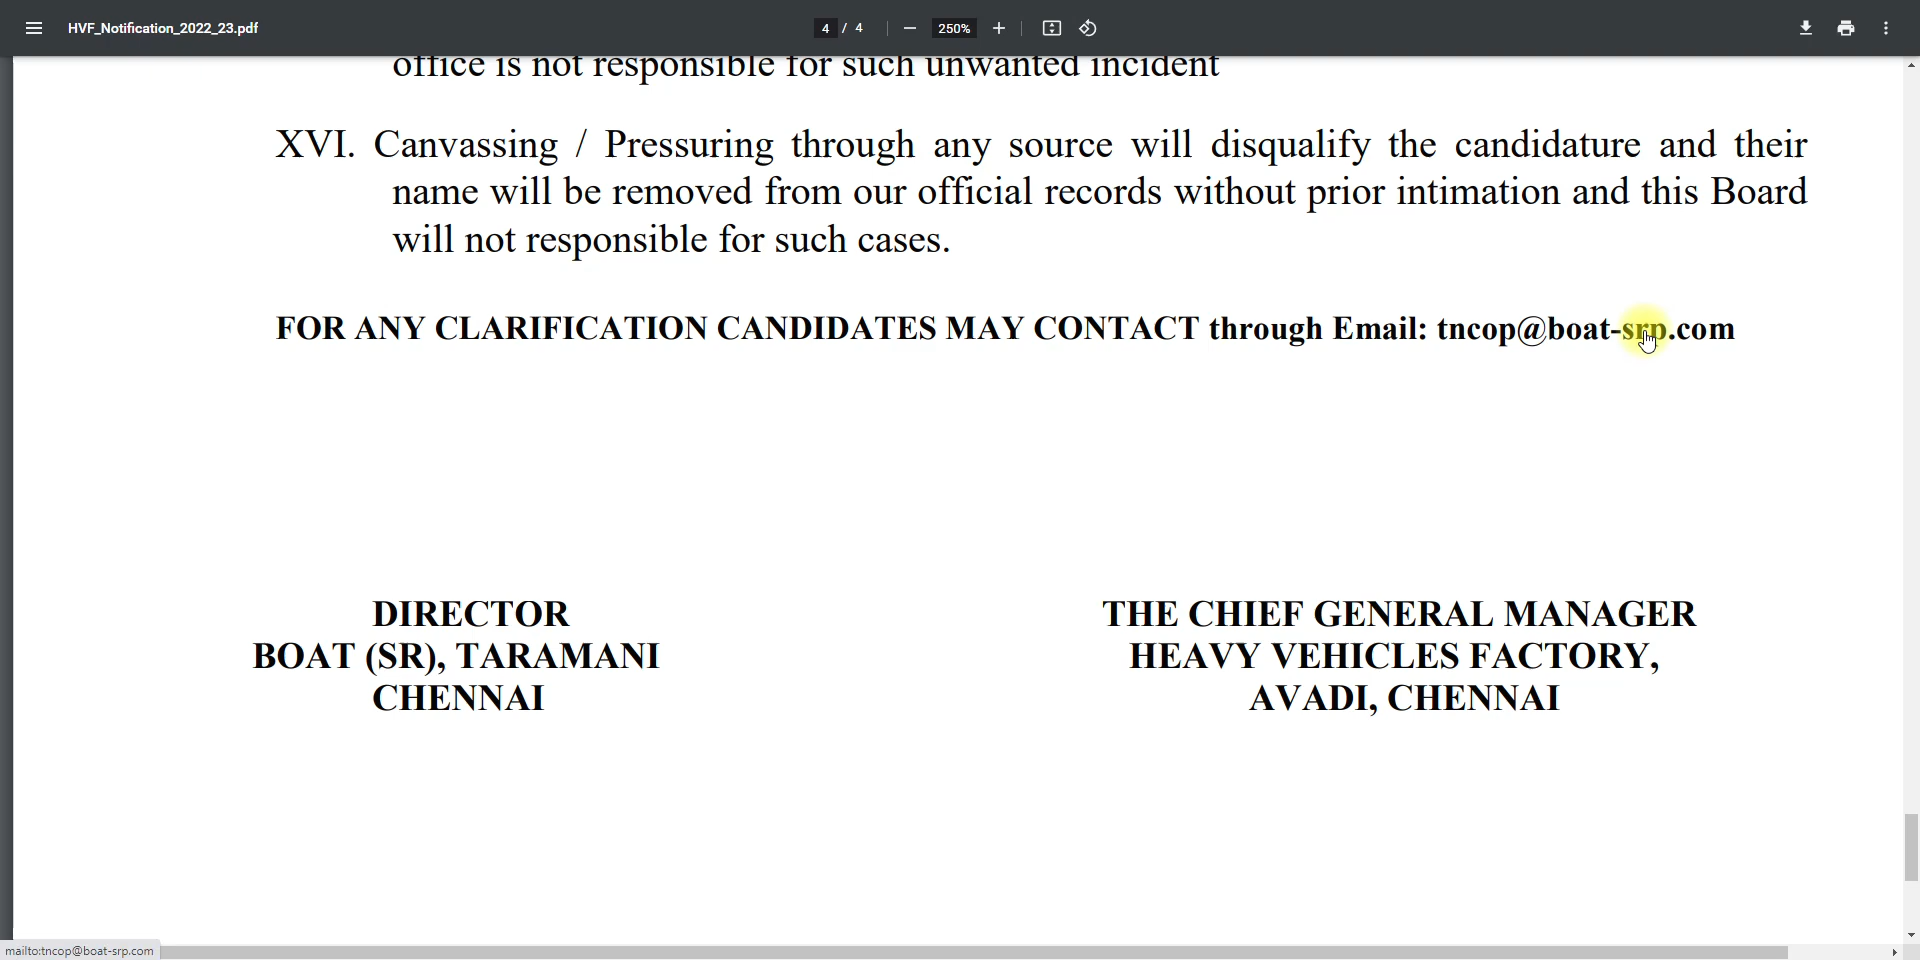 HVF_Notification_2022_23.pdf
4 / 4
250%
office is not responsible for such unwanted incident
XVI. Canvassing / Pressuring through any source will disqualify the candidature and their
name will be removed from our official records without prior intimation and this Board
will not responsible for such cases.
FOR ANY CLARIFICATION CANDIDATES MAY CONTACT through Email: tncop@boat-srp.com
DIRECTOR
BOAT (SR), TARAMANI
CHENNAI
THE CHIEF GENERAL MANAGER
HEAVY VEHICLES FACTORY,
AVADI, CHENNAI
mailto:tncop@boat-srp.com